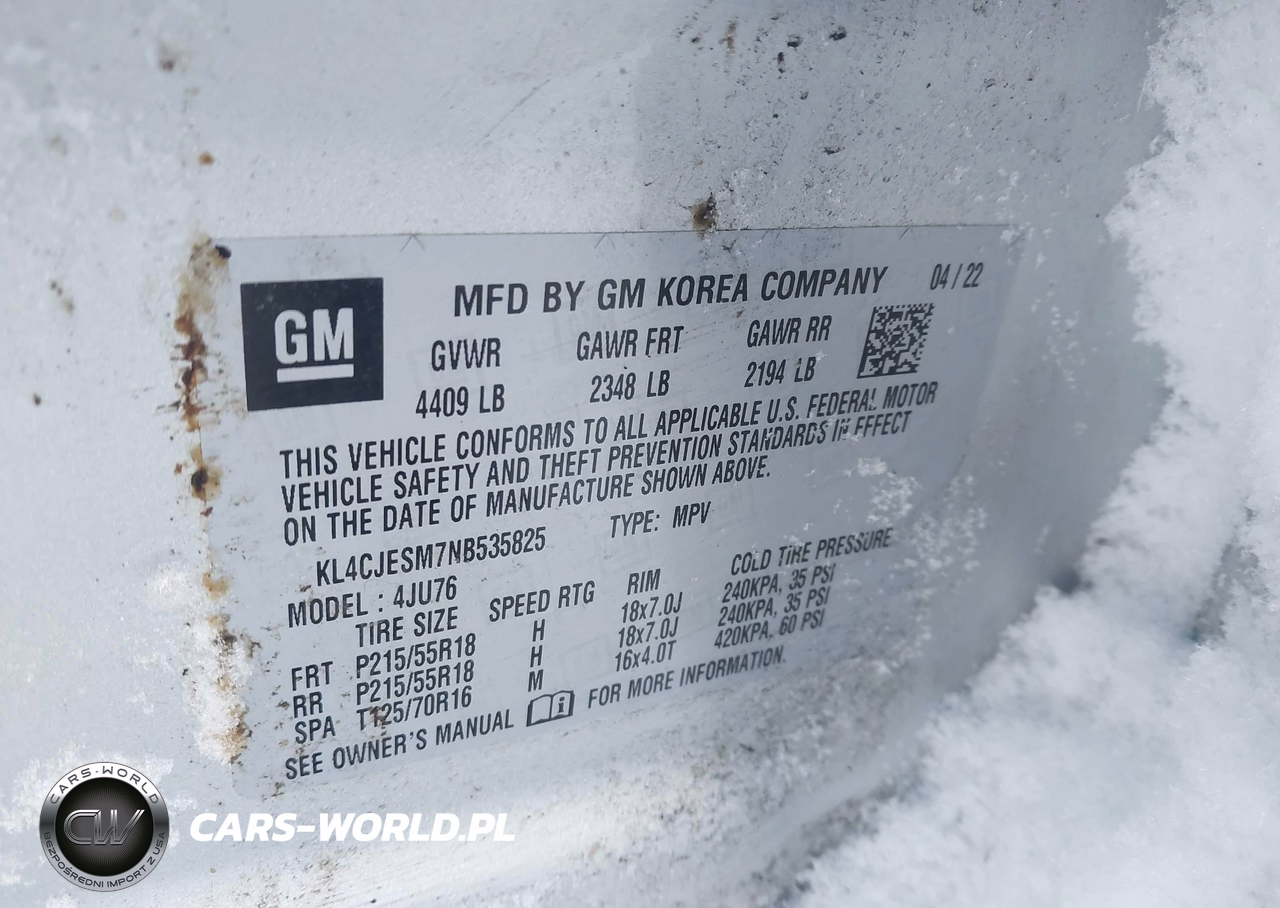 GM
MFD BY GM KOREA COMPANY 04 / 22
GVWR GAWR FRT GAWR RR
4409 LB 2348 LB 2194 LB
THIS VEHICLE CONFORMS TO ALL APPLICABLE U.S. FEDERAL MOTOR
VEHICLE SAFETY AND THEFT PREVENTION STANDARDS IN EFFECT
ON THE DATE OF MANUFACTURE SHOWN ABOVE.
KL4CJESM7NB535825 TYPE: MPV
MODEL : 4JU76
TIRE SIZE SPEED RTG RIM COLD TIRE PRESSURE
FRT P215/55R18 H 18x7.0J 240KPA, 35 PSI
RR P215/55R18 H 18x7.0J 240KPA, 35 PSI
SPA T125/70R16 M 16x4.0T 420KPA, 60 PSI
SEE OWNER'S MANUAL i FOR MORE INFORMATION.
CARS-WORLD
CW
BEZPOŚREDNI IMPORT Z USA
CARS-WORLD.PL